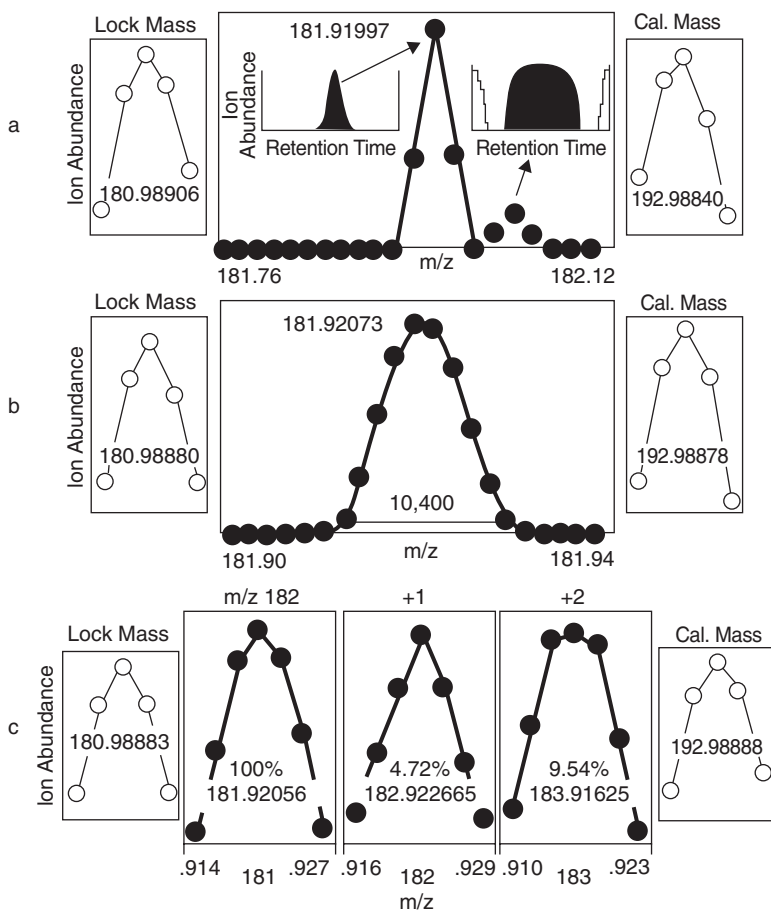 Lock Mass
181.91997
Cal. Mass
a
Ion Abundance
180.98906
Ion
Abundance
Retention Time
Retention Time
192.98840
181.76
m/z
182.12
Lock Mass
Cal. Mass
b
Ion Abundance
180.98880
181.92073
10,400
192.98878
181.90
m/z
181.94
m/z 182
+1
+2
Lock Mass
Cal. Mass
c
Ion Abundance
180.98883
100%
181.92056
4.72%
182.922665
9.54%
183.91625
192.98888
.914
181
.927
.916
182
.929
.910
183
.923
m/z